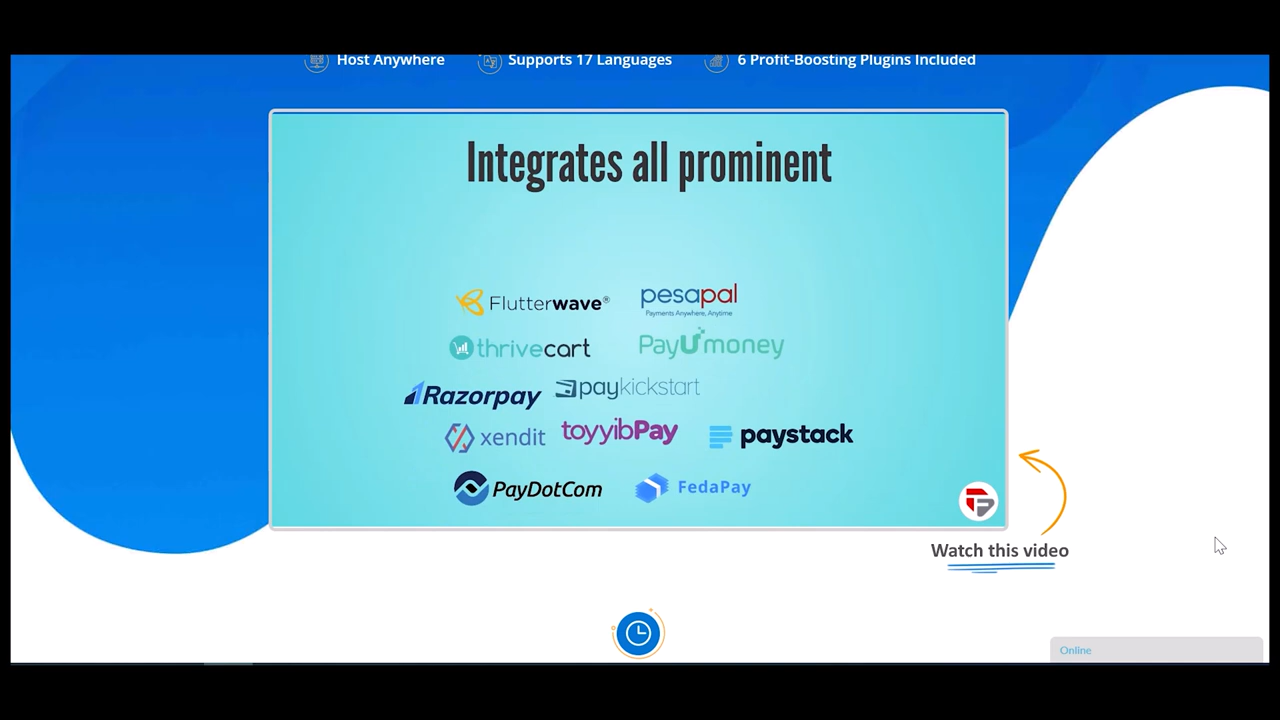 Host Anywhere Supports 17 Languages 6 Profit-Boosting Plugins Included
Integrates all prominent
Flutterwave® pesapal
Payments Anywhere, Anytime
thrivecart PayUmoney
Razorpay paykickstart
xendit toyyibPay paystack
PayDotCom FedaPay
Watch this video
Online